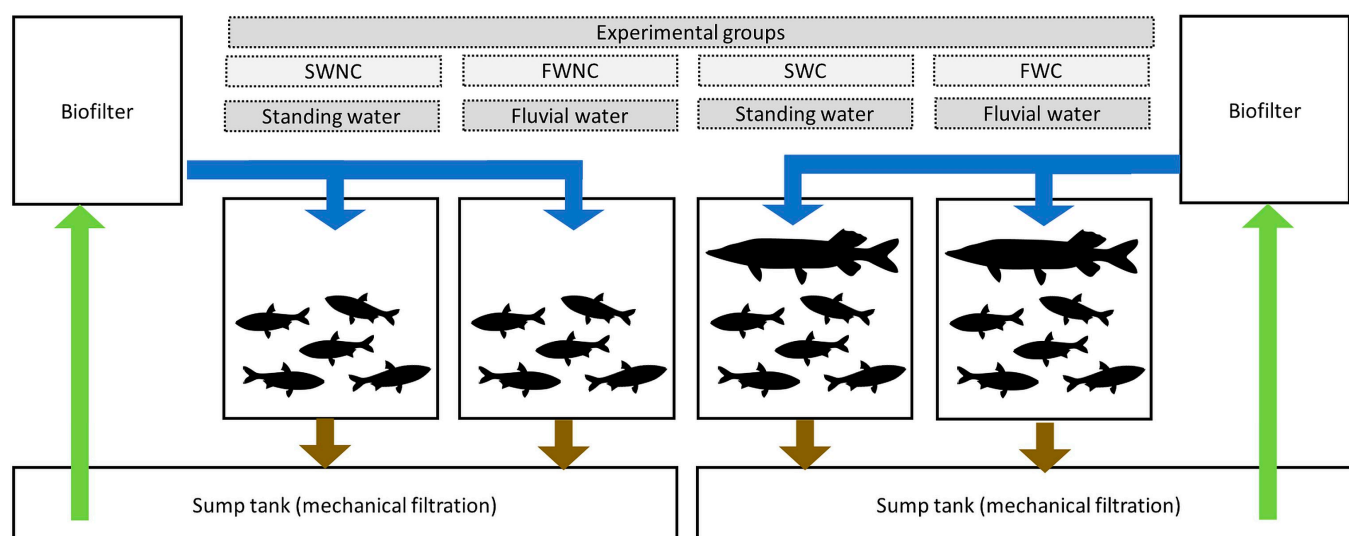 Experimental groups
SWNC
FWNC
SWC
FWC
Biofilter
Standing water
Fluvial water
Standing water
Fluvial water
Biofilter
Sump tank (mechanical filtration)
Sump tank (mechanical filtration)